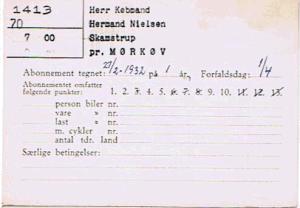 1413
Herr Købmand
70
Hermand Nielsen
7 00
Skamstrup
pr. MØRKØV
Abonnement tegnet: 23/2-1932 på 1 år, Forfaldsdag: 1/4
Abonnementet omfatter
følgende punkter: 1. 2. 3. 4. 5. 6. 7. 8. 9. 10. 11. 12. 13.
person biler nr.
vare » nr.
last » nr.
m. cykler nr.
antal tdr. land
Særlige betingelser: